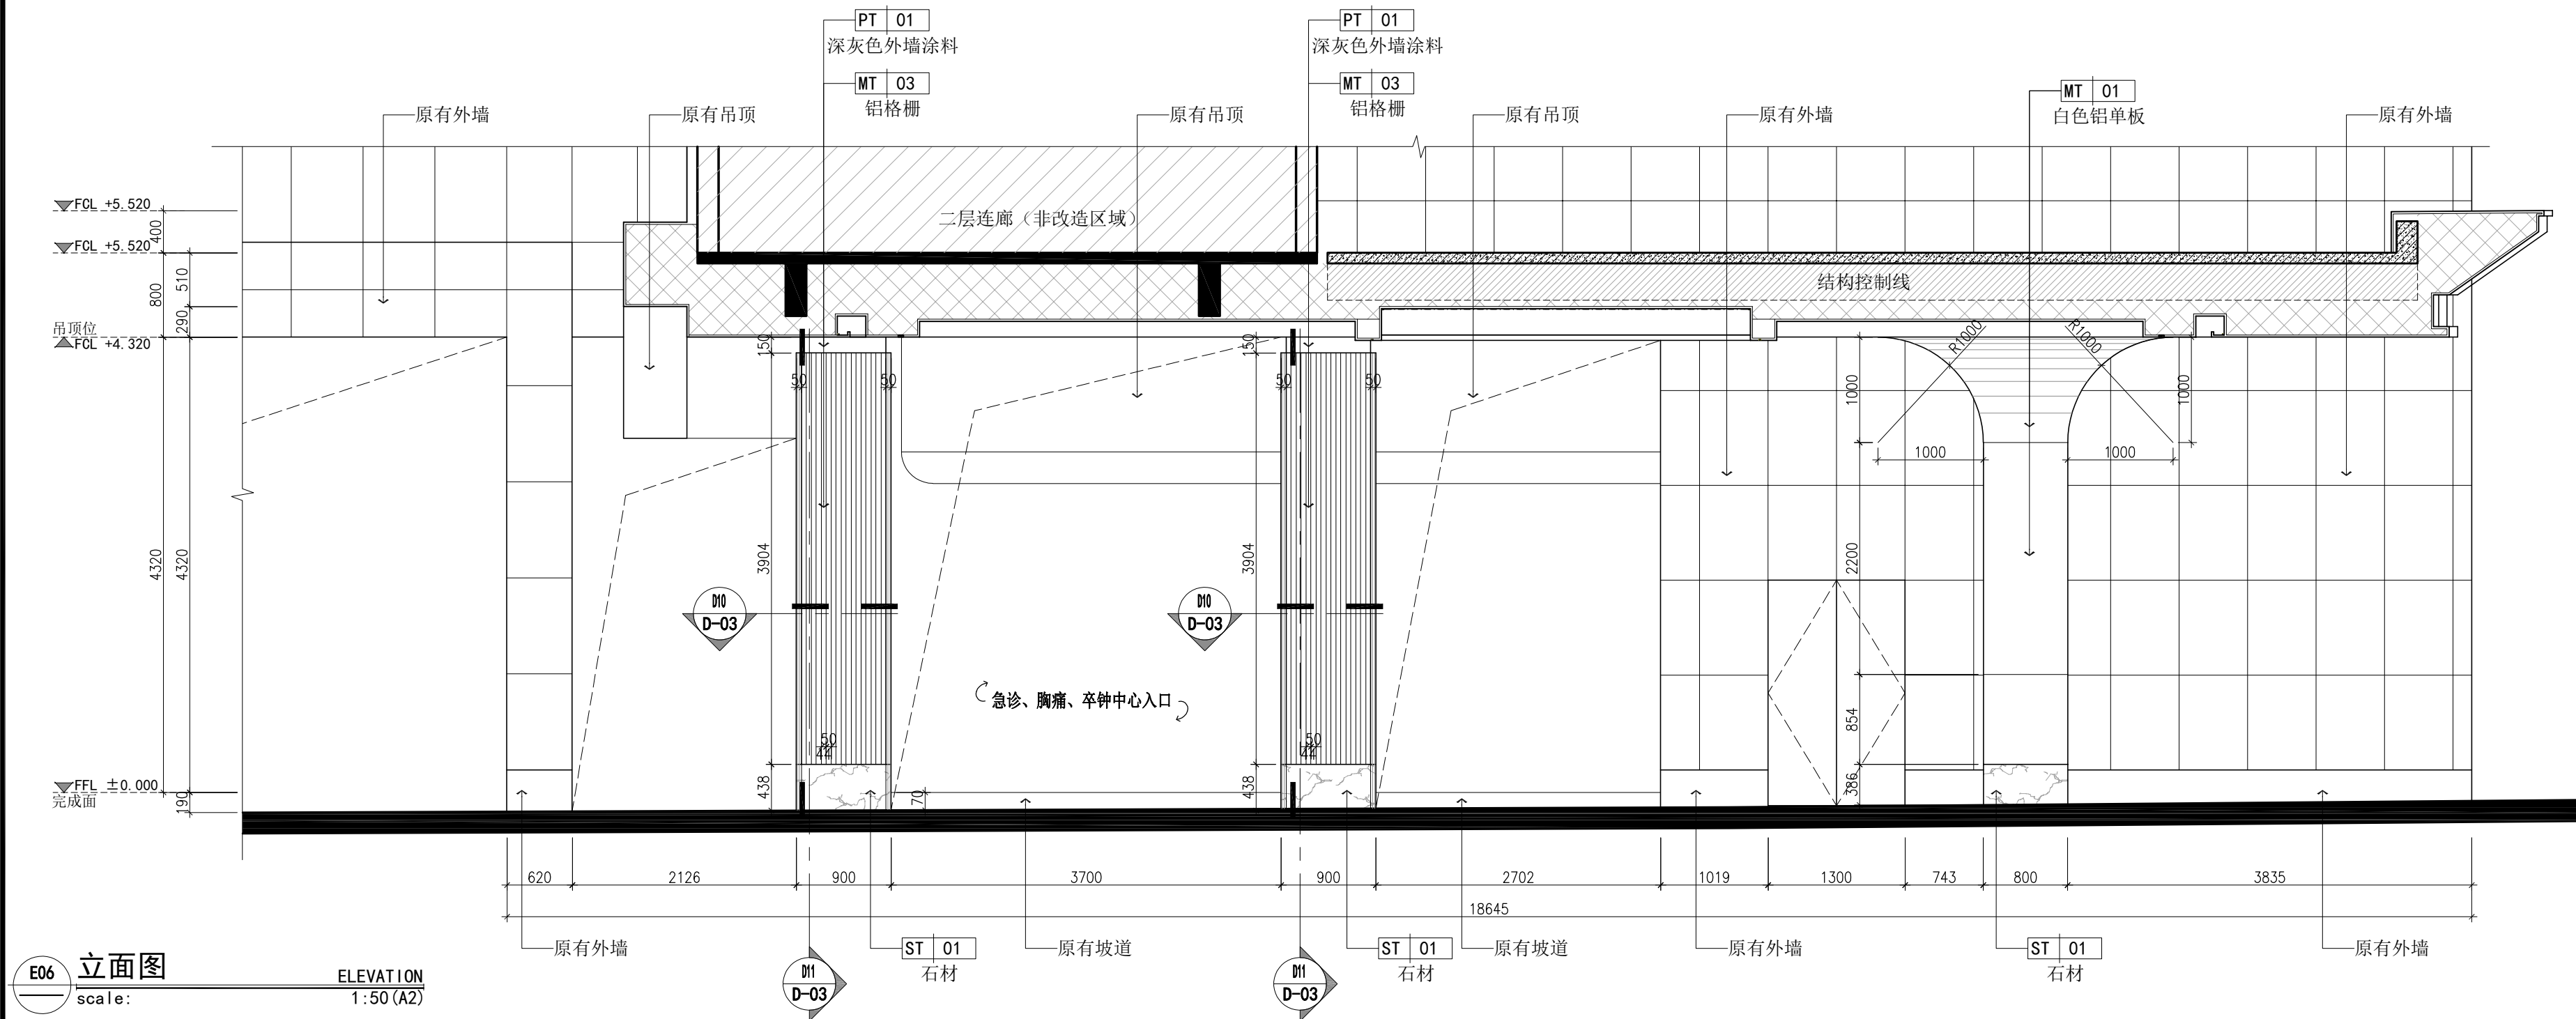 PT 01
深灰色外墙涂料
MT 03
铝格栅
PT 01
深灰色外墙涂料
MT 03
铝格栅
MT 01
白色铝单板
原有外墙
原有吊顶
原有吊顶
原有吊顶
原有外墙
原有外墙
FCL +5.520
400
FCL +5.520
800
510
290
吊顶位
FCL +4.320
4320
4320
FFL ±0.000
完成面
190
二层连廊（非改造区域）
结构控制线
150
50
50
150
50
50
R1000
R1000
1000
1000
1000
1000
3904
3904
2200
D10
D-03
D10
D-03
急诊、胸痛、卒中中心入口
50
44
50
44
438
70
438
854
386
620
2126
900
3700
900
2702
1019
1300
743
800
3835
18645
原有外墙
ST 01
石材
原有坡道
ST 01
石材
原有坡道
原有外墙
ST 01
石材
原有外墙
D11
D-03
D11
D-03
E06
立面图
ELEVATION
scale:
1:50(A2)